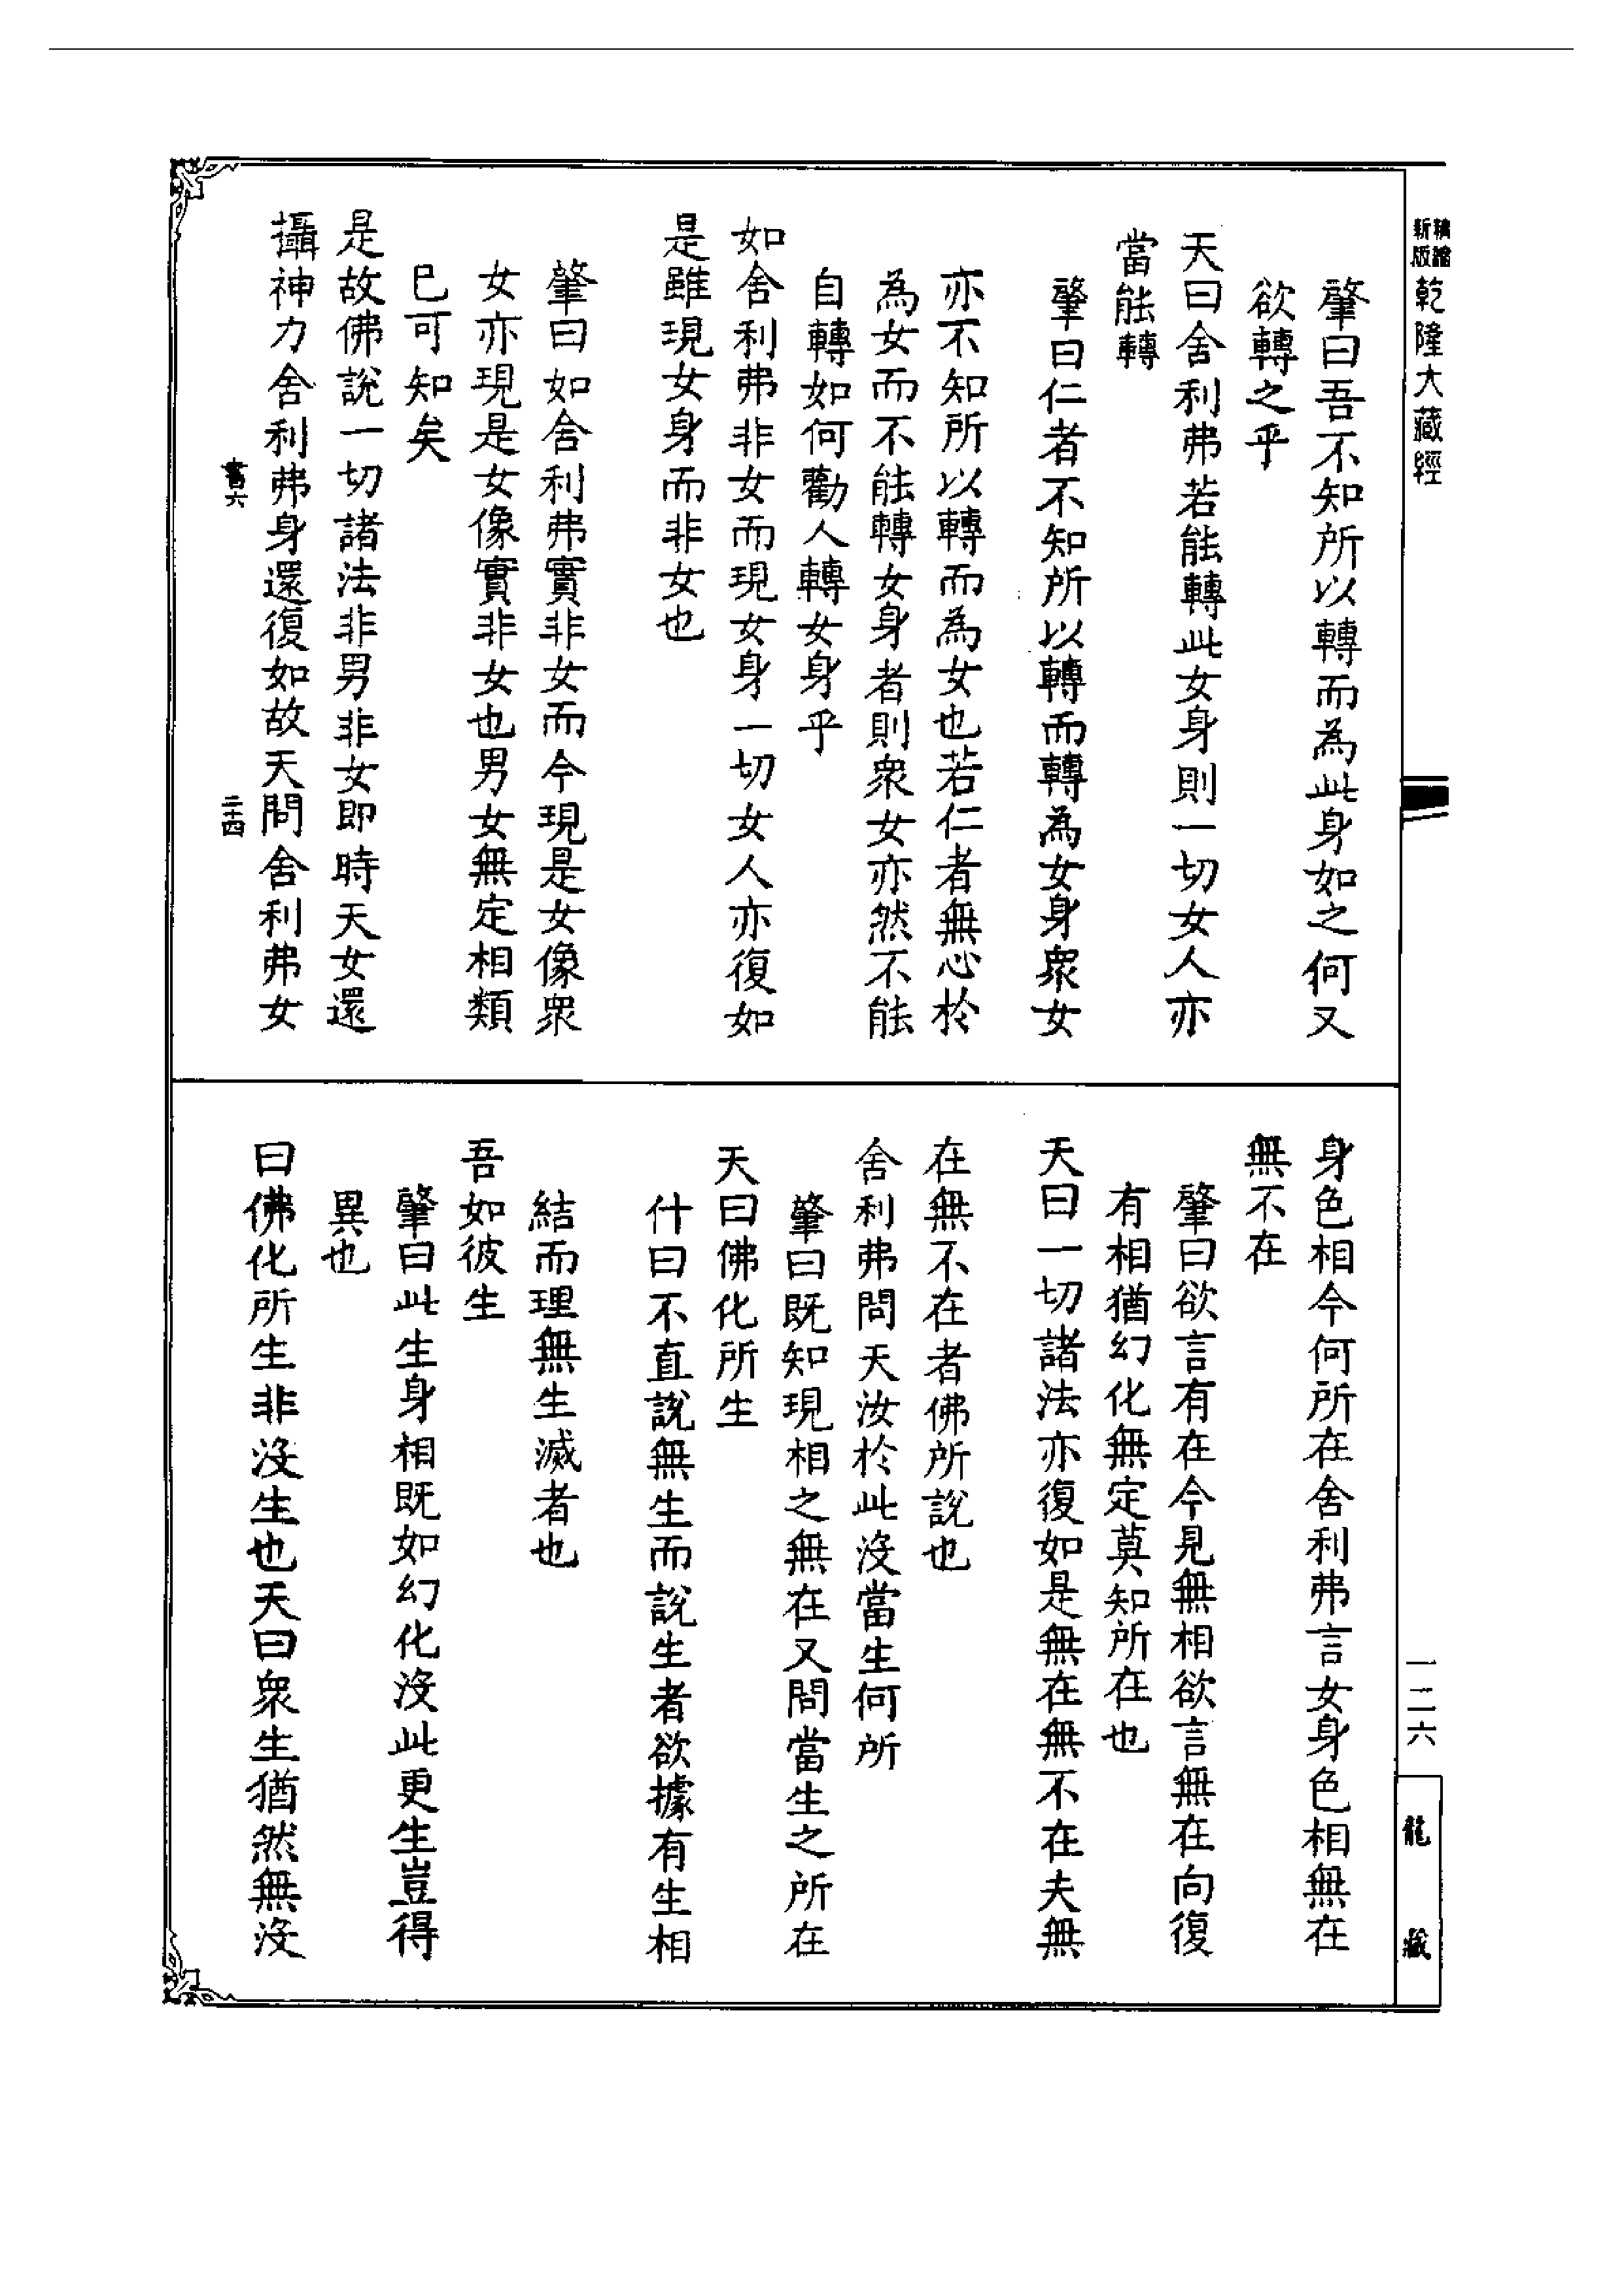 新版
精縮
乾隆大藏經
肇曰吾不知所以轉而為此身如之何又
欲轉之乎
天曰舍利弗若能轉此女身則一切女人亦
當能轉
肇曰仁者不知所以轉而轉為女身衆女
亦不知所以轉而為女也若仁者無心於
為女而不能轉女身者則衆女亦然不能
自轉如何勸人轉女身乎
如舍利弗非女而現女身一切女人亦復如
是雖現女身而非女也
肇曰如舍利弗實非女而今現是女像衆
女亦現是女像實非女也男女無定相類
已可知矣
是故佛說一切諸法非男非女即時天女還
攝神力舍利弗身還復如故天問舍利弗女
書六
二十四
身色相今何所在舍利弗言女身色相無在
無不在
肇曰欲言有在今見無相欲言無在向復
有相猶幻化無定莫知所在也
天曰一切諸法亦復如是無在無不在夫無
在無不在者佛所說也
舍利弗問天汝於此沒當生何所
肇曰既知現相之無在又問當生之所在
天曰佛化所生
什曰不直說無生而說生者欲據有生相
結而理無生滅者也
吾如彼生
肇曰此生身相既如幻化沒此更生豈得
異也
曰佛化所生非沒生也天曰衆生猶然無沒
一二六
龍藏